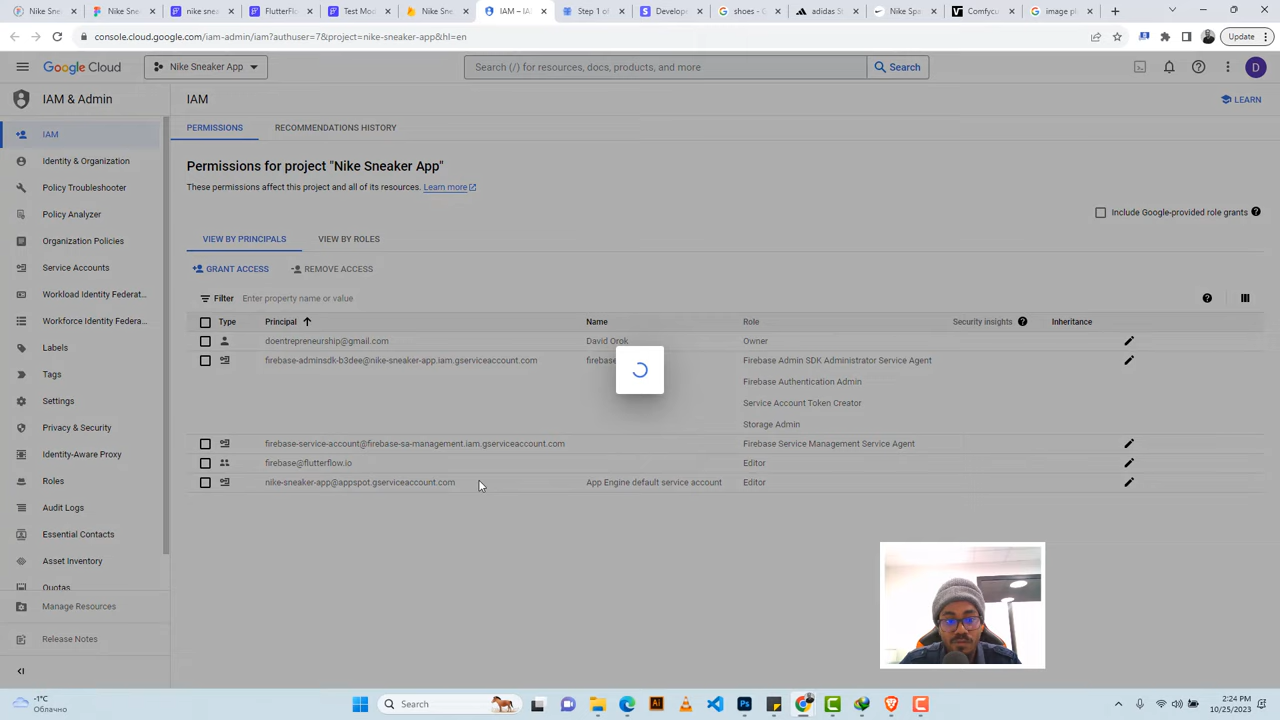 Nike Sne
Nike Sne
nike snea
FlutterFlo
Test Mod
Nike Sne
IAM – IA
Step 1 o
Develope
shoes - G
adidas S
Nike Spa
Comfycu
image pl
console.cloud.google.com/iam-admin/iam?authuser=7&project=nike-sneaker-app&hl=en
Update
Google Cloud
Nike Sneaker App
Search (/) for resources, docs, products, and more
Search
D
IAM & Admin
IAM
LEARN
PERMISSIONS
RECOMMENDATIONS HISTORY
IAM
Identity & Organization
Policy Troubleshooter
Policy Analyzer
Organization Policies
Service Accounts
Workload Identity Federat...
Workforce Identity Federa...
Labels
Tags
Settings
Privacy & Security
Identity-Aware Proxy
Roles
Audit Logs
Essential Contacts
Asset Inventory
Quotas
Manage Resources
Release Notes
Permissions for project "Nike Sneaker App"
These permissions affect this project and all of its resources. Learn more
Include Google-provided role grants
VIEW BY PRINCIPALS
VIEW BY ROLES
GRANT ACCESS
REMOVE ACCESS
Filter Enter property name or value
Type Principal Name Role Security insights Inheritance
doentrepreneurship@gmail.com David Orok Owner
firebase-adminsdk-b3dee@nike-sneaker-app.iam.gserviceaccount.com fireba Firebase Admin SDK Administrator Service Agent
Firebase Authentication Admin
Service Account Token Creator
Storage Admin
firebase-service-account@firebase-sa-management.iam.gserviceaccount.com Firebase Service Management Service Agent
firebase@flutterflow.io Editor
nike-sneaker-app@appspot.gserviceaccount.com App Engine default service account Editor
-1°C
Облачно
Search
2:24 PM
10/25/2023